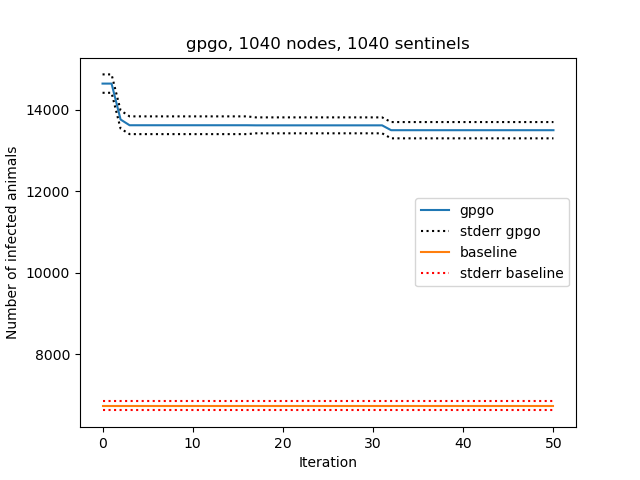 gpgo, 1040 nodes, 1040 sentinels
Number of infected animals
14000
12000
10000
8000
gpgo
stderr gpgo
baseline
stderr baseline
0 10 20 30 40 50
Iteration